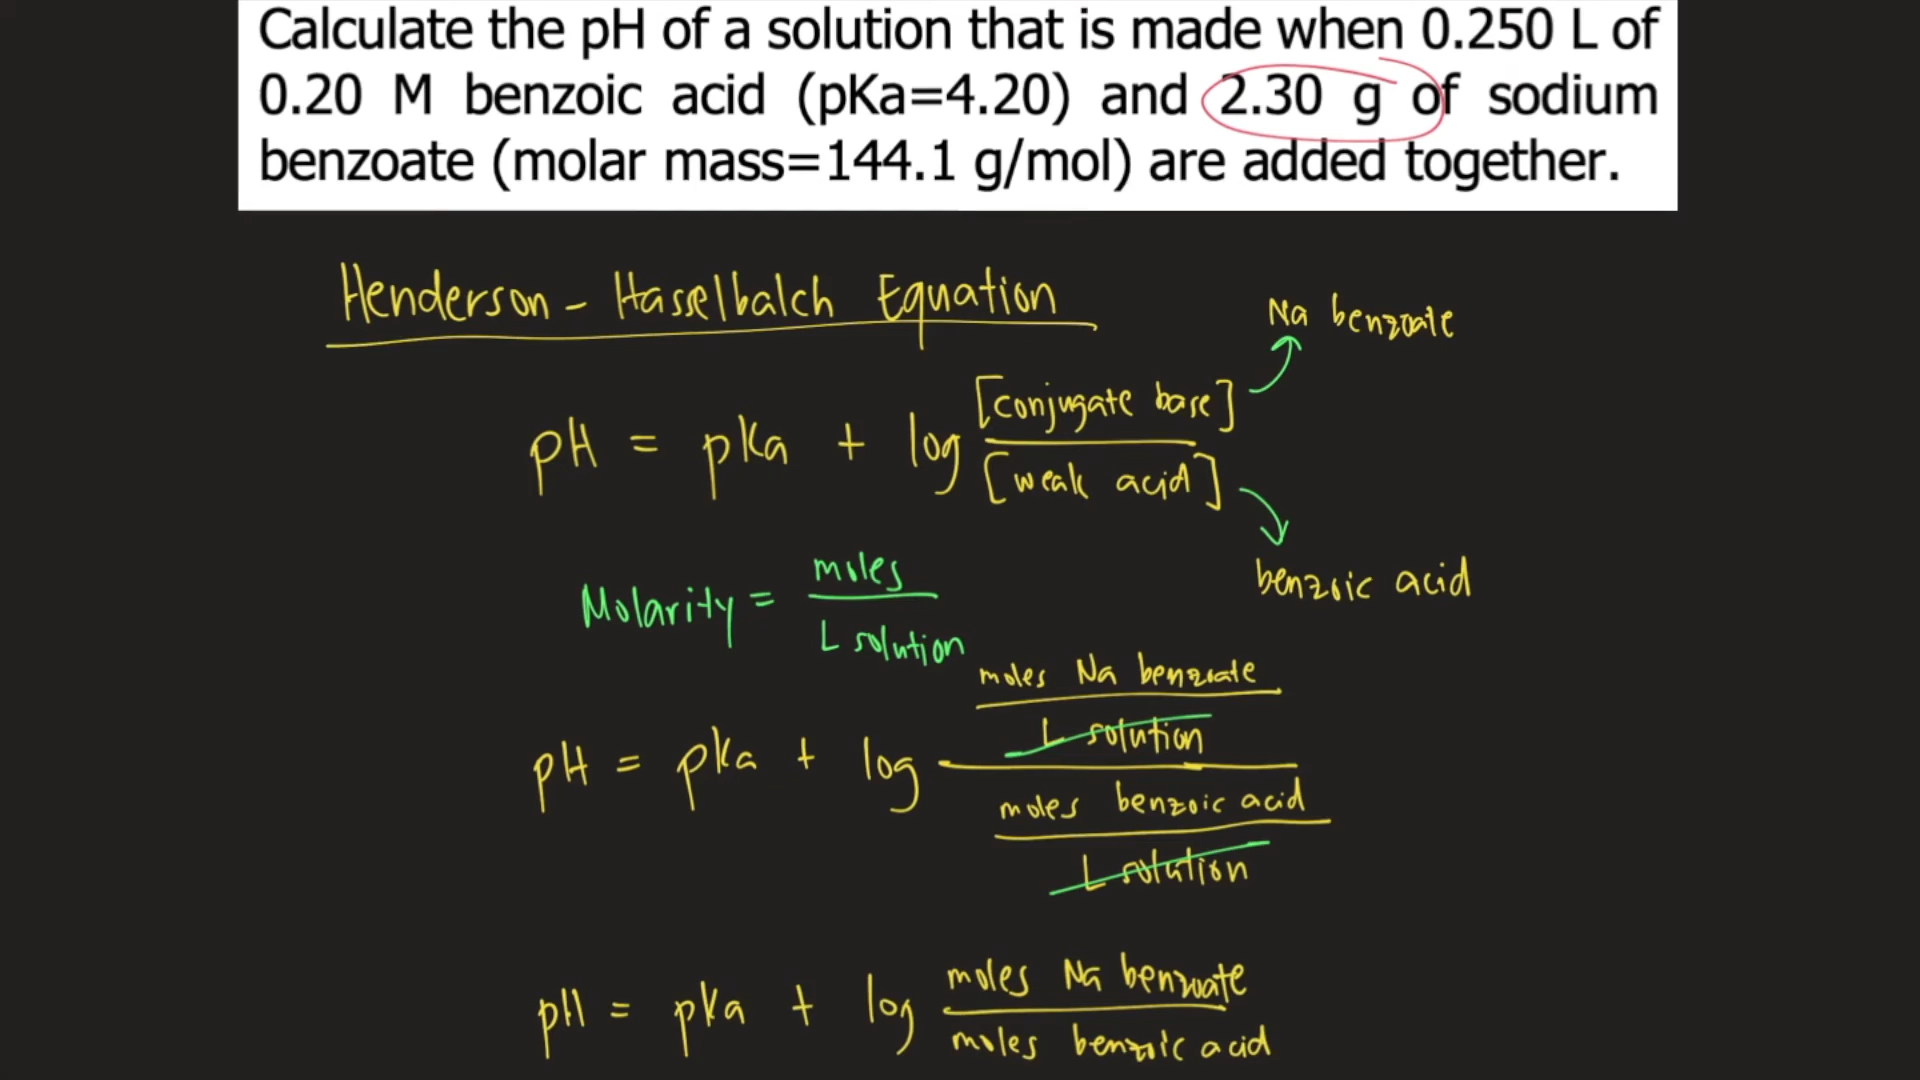 Calculate the pH of a solution that is made when 0.250 L of
0.20 M benzoic acid (pKa=4.20) and 2.30 g of sodium
benzoate (molar mass=144.1 g/mol) are added together.
Henderson - Hasselbalch Equation
Na benzoate
[conjugate base]
pH = pKa + log
[weak acid]
benzoic acid
moles
Molarity =
L solution
moles Na benzoate
L solution
pH = pKa + log
moles benzoic acid
L solution
moles Na benzoate
pH = pKa + log
moles benzoic acid